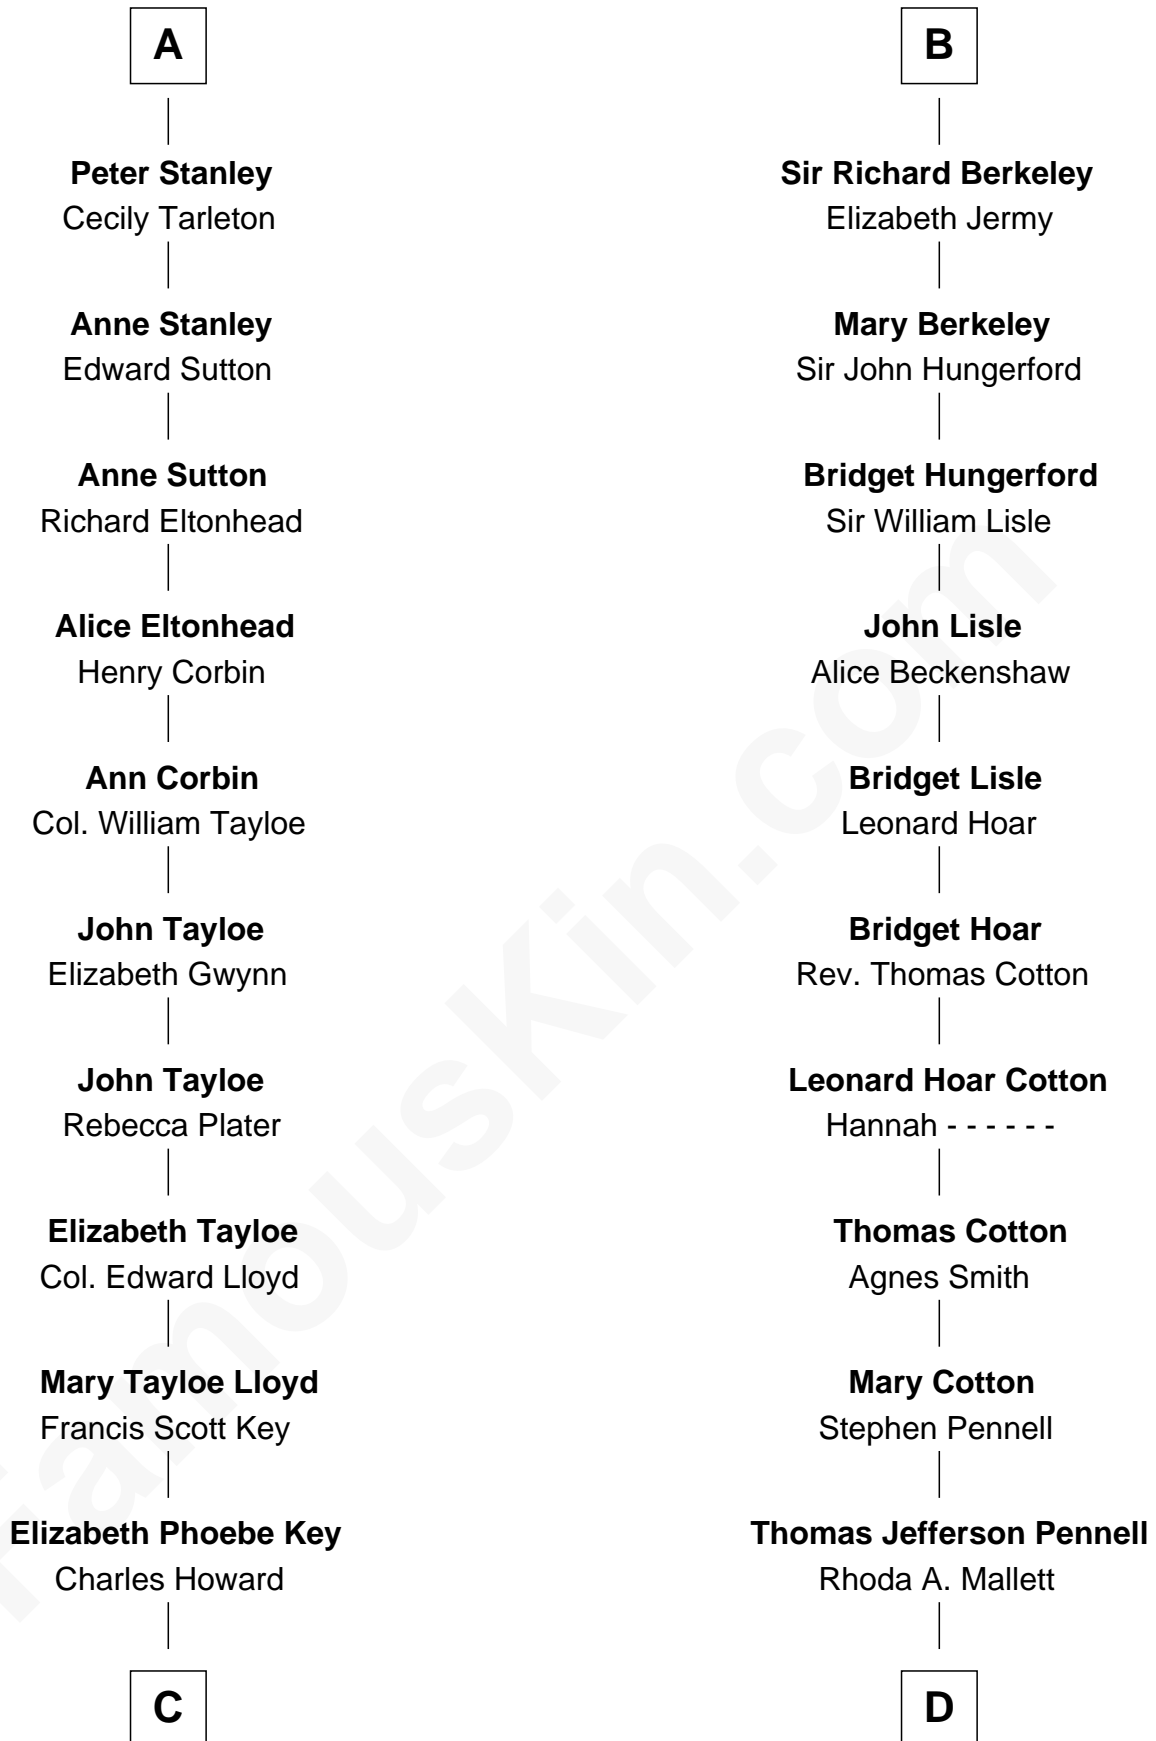 A
Peter Stanley
Cecily Tarleton
Anne Stanley
Edward Sutton
Anne Sutton
Richard Eltonhead
Alice Eltonhead
Henry Corbin
Ann Corbin
Col. William Tayloe
John Tayloe
Elizabeth Gwynn
John Tayloe
Rebecca Plater
Elizabeth Tayloe
Col. Edward Lloyd
Mary Tayloe Lloyd
Francis Scott Key
Elizabeth Phoebe Key
Charles Howard
C
B
Sir Richard Berkeley
Elizabeth Jermy
Mary Berkeley
Sir John Hungerford
Bridget Hungerford
Sir William Lisle
John Lisle
Alice Beckenshaw
Bridget Lisle
Leonard Hoar
Bridget Hoar
Rev. Thomas Cotton
Leonard Hoar Cotton
Hannah - - - - - -
Thomas Cotton
Agnes Smith
Mary Cotton
Stephen Pennell
Thomas Jefferson Pennell
Rhoda A. Mallett
D
FamousKin.com